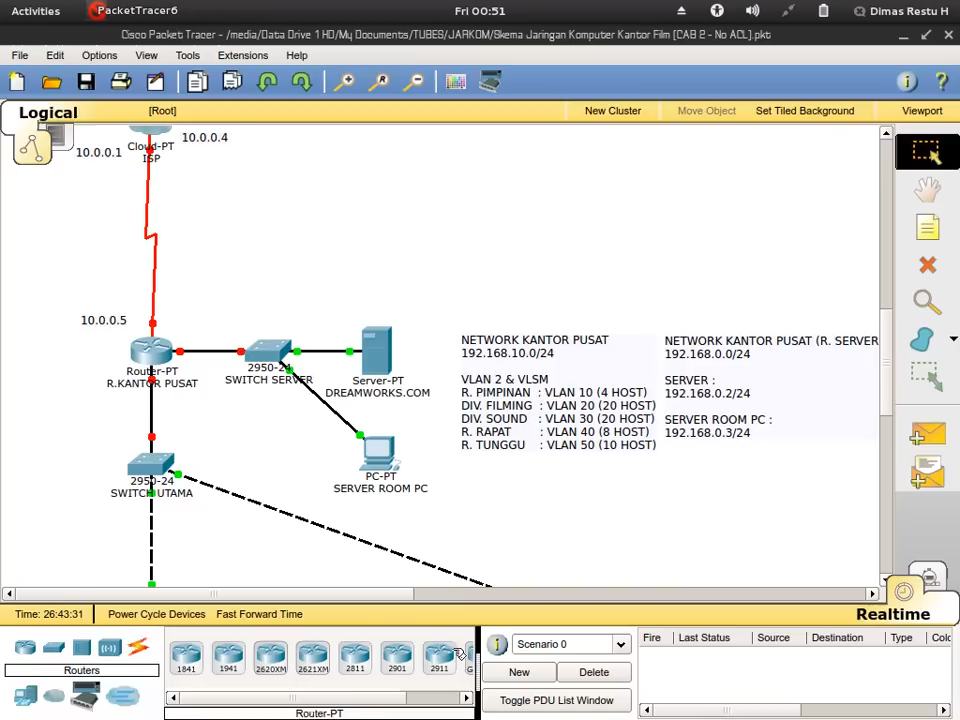 Activities
PacketTracer6
Fri 00:51
Dimas Restu H
Cisco Packet Tracer - /media/Data Drive 1 HD/My Documents/TUBES/JARKOM/Skema Jaringan Komputer Kantor Film [CAB 2 - No ACL].pkt
File Edit Options View Tools Extensions Help
Logical
[Root]
New Cluster
Move Object
Set Tiled Background
Viewport
10.0.0.1
Cloud-PT
ISP
10.0.0.4
10.0.0.5
Router-PT
R.KANTOR PUSAT
2950-24
SWITCH SERVER
Server-PT
DREAMWORKS.COM
PC-PT
SERVER ROOM PC
2950-24
SWITCH UTAMA
NETWORK KANTOR PUSAT
192.168.10.0/24
VLAN 2 & VLSM
R. PIMPINAN : VLAN 10 (4 HOST)
DIV. FILMING : VLAN 20 (20 HOST)
DIV. SOUND : VLAN 30 (20 HOST)
R. RAPAT : VLAN 40 (8 HOST)
R. TUNGGU : VLAN 50 (10 HOST)
NETWORK KANTOR PUSAT (R. SERVER
192.168.0.0/24
SERVER :
192.168.0.2/24
SERVER ROOM PC :
192.168.0.3/24
Time: 26:43:31
Power Cycle Devices
Fast Forward Time
Realtime
Routers
1841
1941
2620XM
2621XM
2811
2901
2911
G
Router-PT
Scenario 0
New
Delete
Toggle PDU List Window
Fire
Last Status
Source
Destination
Type
Colo